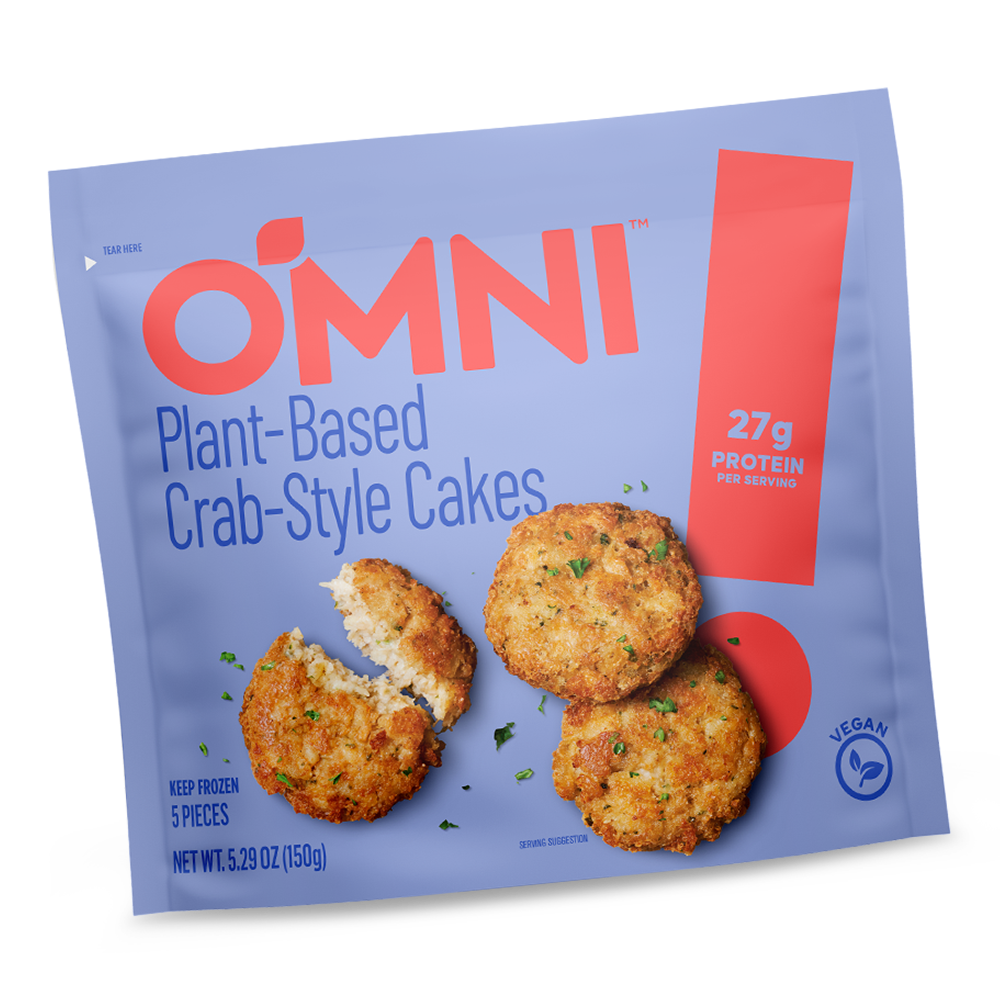 TEAR HERE
O'MNI™
Plant-Based
Crab-Style Cakes
27g
PROTEIN
PER SERVING
VEGAN
KEEP FROZEN
5 PIECES
NET WT. 5.29 OZ (150g)
SERVING SUGGESTION